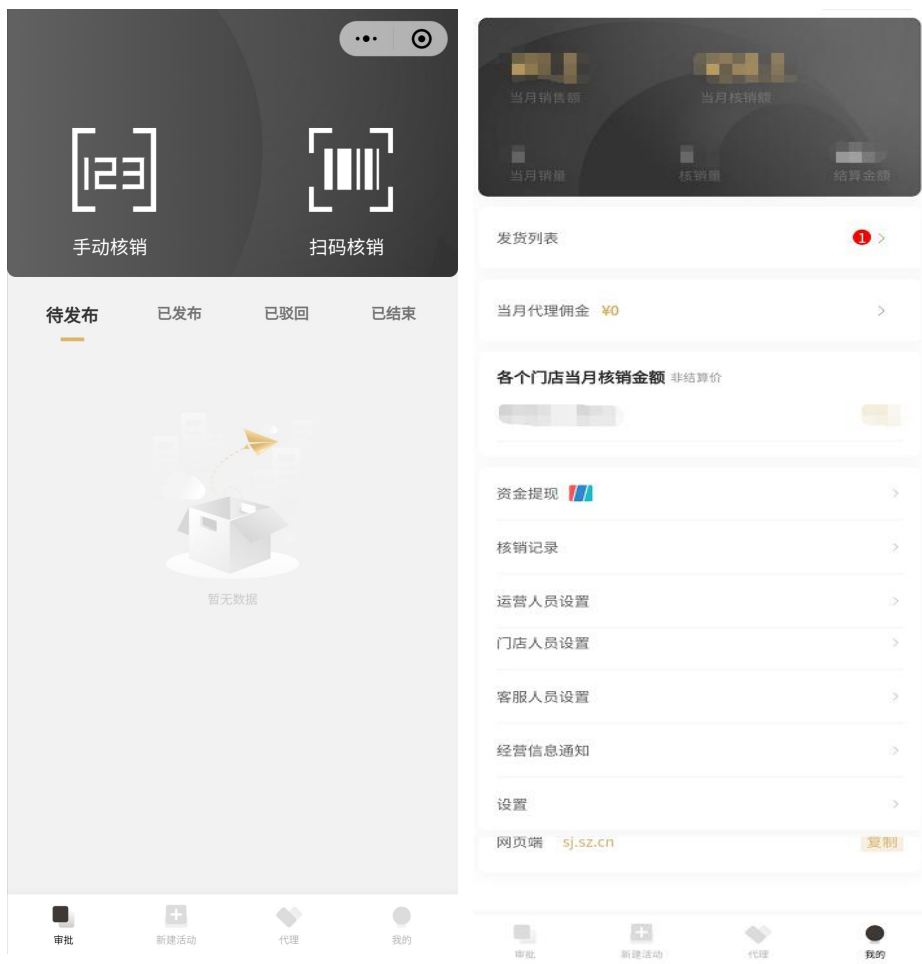 123
手动核销
扫码核销
待发布
已发布
已驳回
已结束
暂无数据
审批
新建活动
代理
我的
当月销售额
当月核销额
当月销量
核销量
结算金额
发货列表
1
当月代理佣金 ¥0
各个门店当月核销金额 非结算价
资金提现
核销记录
运营人员设置
门店人员设置
客服人员设置
经营信息通知
设置
网页端 sj.sz.cn
复制
审批
新建活动
代理
我的